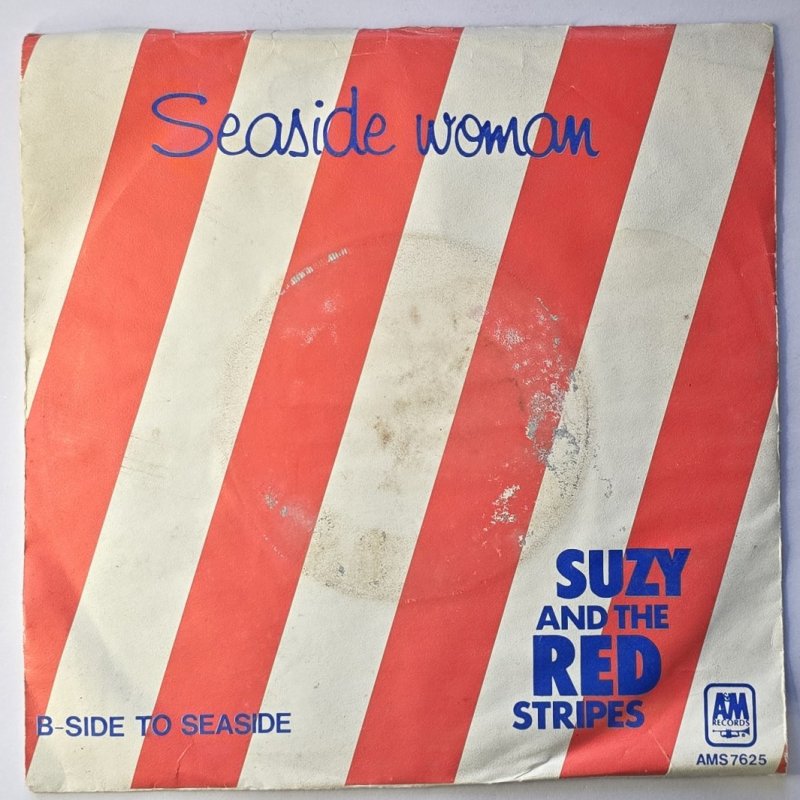 Seaside woman
SUZY
AND THE
RED
STRIPES
B-SIDE TO SEASIDE
A&M
RECORDS
AMS7625